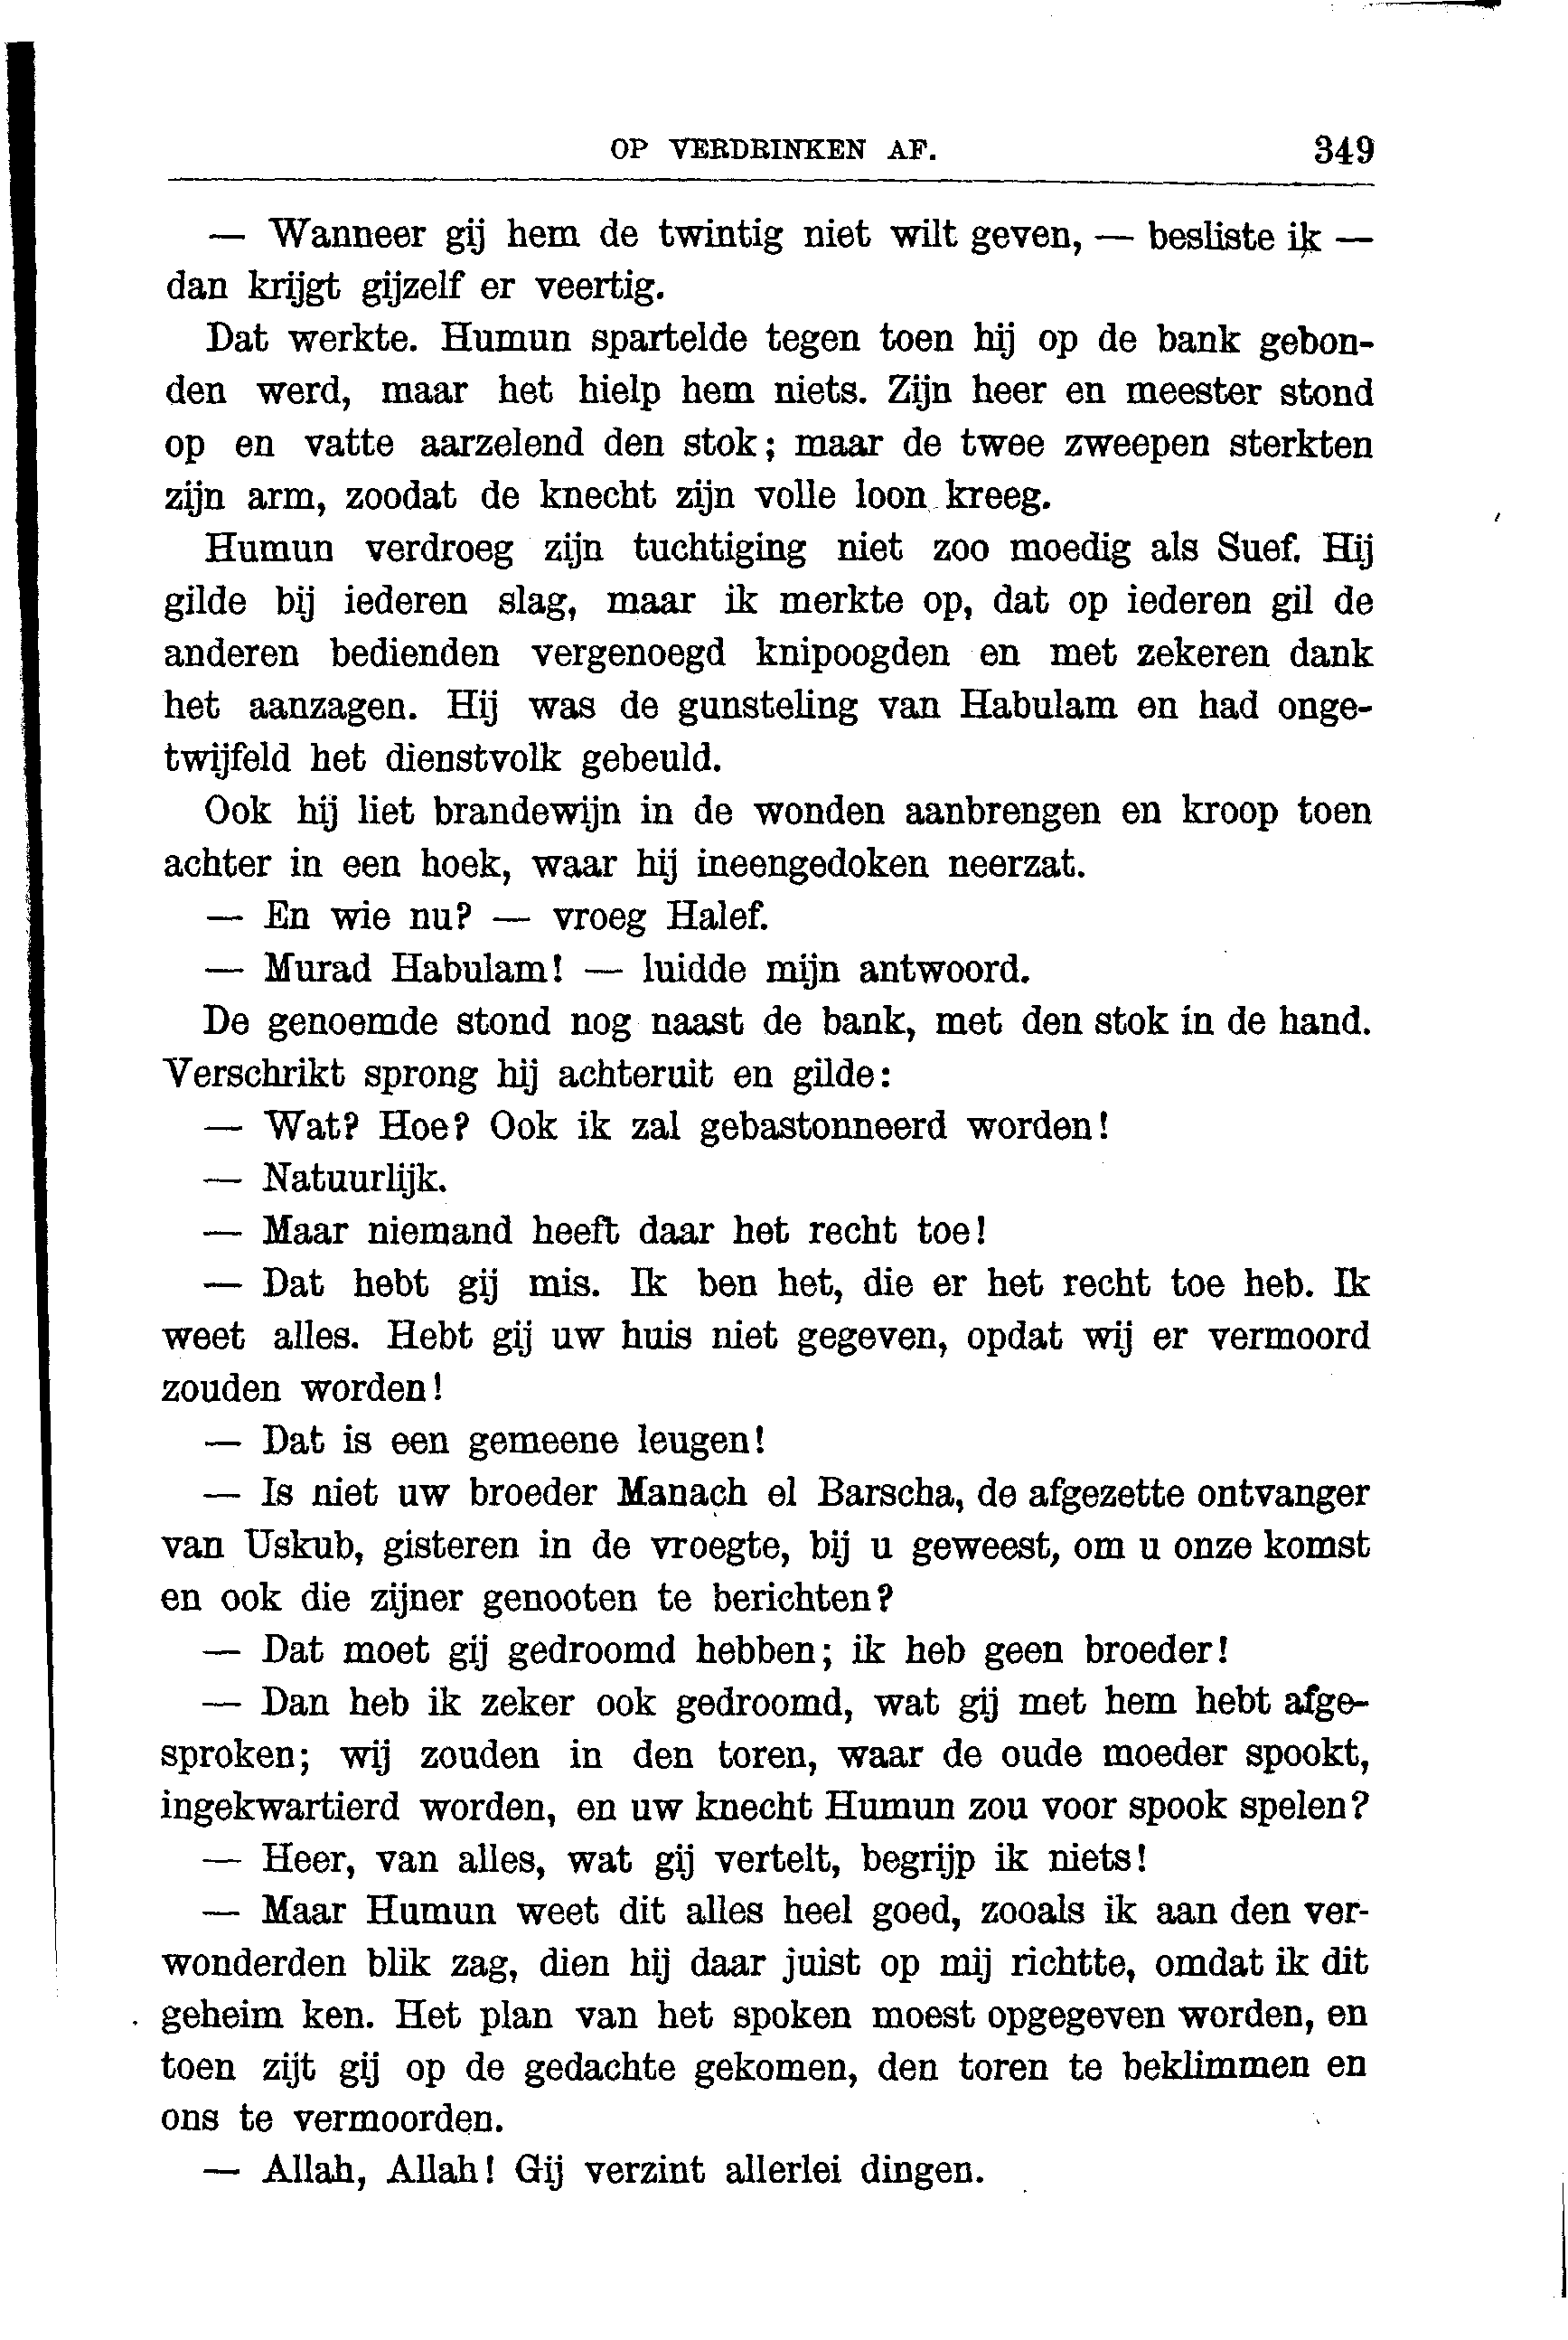 OP VERDRINKEN AF. 349
— Wanneer gij hem de twintig niet wilt geven, — besliste ik —
dan krijgt gijzelf er veertig.
Dat werkte. Humun spartelde tegen toen hij op de bank gebon-
den werd, maar het hielp hem niets. Zijn heer en meester stond
op en vatte aarzelend den stok; maar de twee zweepen sterkten
zijn arm, zoodat de knecht zijn volle loon kreeg.
Humun verdroeg zijn tuchtiging niet zoo moedig als Suef. Hij
gilde bij iederen slag, maar ik merkte op, dat op iederen gil de
anderen bedienden vergenoegd knipoogden en met zekeren dank
het aanzagen. Hij was de gunsteling van Habulam en had onge-
twijfeld het dienstvolk gebeuld.
Ook hij liet brandewijn in de wonden aanbrengen en kroop toen
achter in een hoek, waar hij ineengedoken neerzat.
— En wie nu? — vroeg Halef.
— Murad Habulam! — luidde mijn antwoord.
De genoemde stond nog naast de bank, met den stok in de hand.
Verschrikt sprong hij achteruit en gilde:
— Wat? Hoe? Ook ik zal gebastonneerd worden!
— Natuurlijk.
— Maar niemand heeft daar het recht toe!
— Dat hebt gij mis. Ik ben het, die er het recht toe heb. Ik
weet alles. Hebt gij uw huis niet gegeven, opdat wij er vermoord
zouden worden!
— Dat is een gemeene leugen!
— Is niet uw broeder Manach el Barscha, de afgezette ontvanger
van Uskub, gisteren in de vroegte, bij u geweest, om u onze komst
en ook die zijner genooten te berichten?
— Dat moet gij gedroomd hebben; ik heb geen broeder!
— Dan heb ik zeker ook gedroomd, wat gij met hem hebt afge-
sproken; wij zouden in den toren, waar de oude moeder spookt,
ingekwartierd worden, en uw knecht Humun zou voor spook spelen?
— Heer, van alles, wat gij vertelt, begrijp ik niets!
— Maar Humun weet dit alles heel goed, zooals ik aan den ver-
wonderden blik zag, dien hij daar juist op mij richtte, omdat ik dit
geheim ken. Het plan van het spoken moest opgegeven worden, en
toen zijt gij op de gedachte gekomen, den toren te beklimmen en
ons te vermoorden.
— Allah, Allah! Gij verzint allerlei dingen.